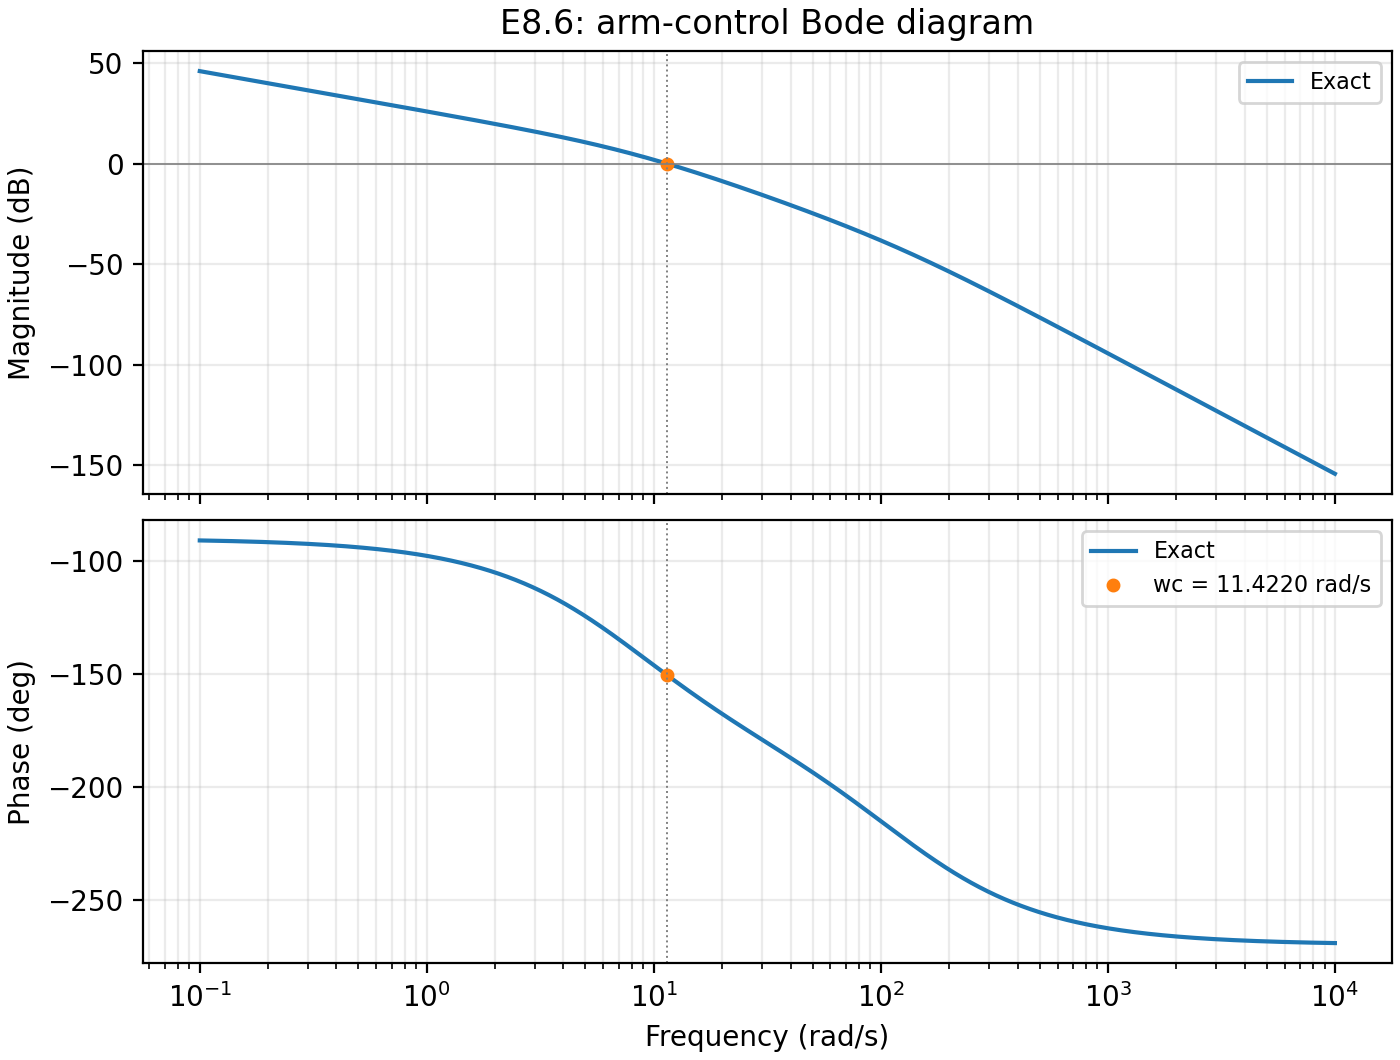 E8.6: arm-control Bode diagram
Magnitude (dB)
50
0
−50
−100
−150
Exact
Phase (deg)
−100
−150
−200
−250
Exact
wc = 11.4220 rad/s
10⁻¹ 10⁰ 10¹ 10² 10³ 10⁴
Frequency (rad/s)